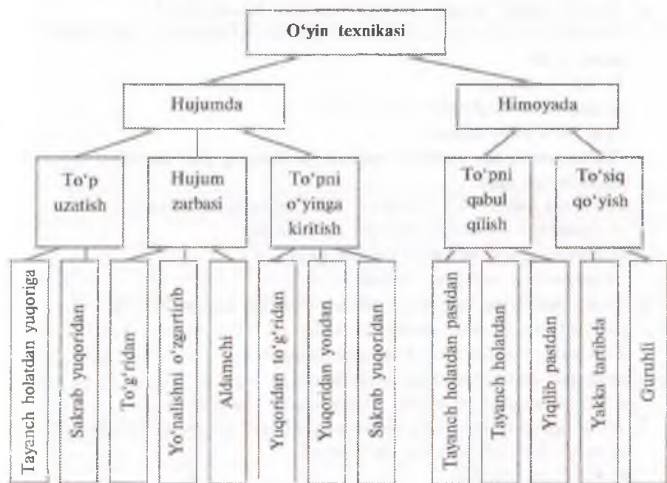 O‘yin texnikasi
Hujumda
Himoyada
To‘p
uzatish
Hujum
zarbasi
To‘pni
o‘yinga
kiritish
To‘pni
qabul
qilish
To‘siq
qo‘yish
Tayanch holatdan yuqoriga
Sakrab yuqoridan
To‘g‘ridan
Yo‘nalishni o‘zgartirib
Aldamchi
Yuqoridan to‘g‘ridan
Yuqoridan yondan
Sakrab yuqoridan
Tayanch holatdan pastdan
Tayanch holatdan
Yiqilib pastdan
Yakka tartibda
Guruhli